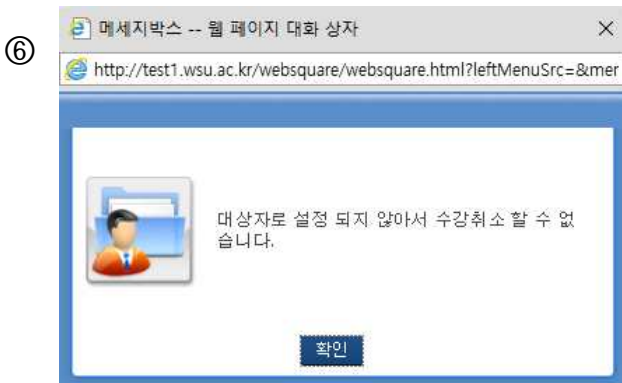 ⑥
메세지박스 -- 웹 페이지 대화 상자
http://test1.wsu.ac.kr/websquare/websquare.html?leftMenuSrc=&mer
대상자로 설정 되지 않아서 수강취소 할 수 없
습니다.
확인